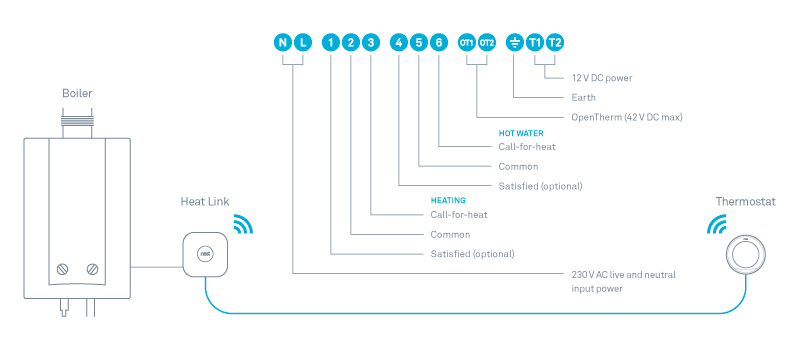 N L 1 2 3 4 5 6 OT1 OT2 T1 T2
12 V DC power
Earth
OpenTherm (42 V DC max)
HOT WATER
Call-for-heat
Common
Satisfied (optional)
HEATING
Call-for-heat
Common
Satisfied (optional)
230 V AC live and neutral
input power
Boiler
Heat Link
nest
Thermostat